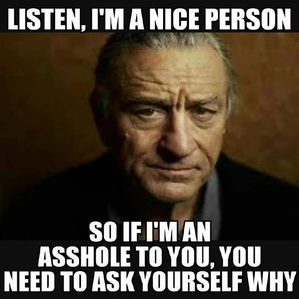 LISTEN, I'M A NICE PERSON
SO IF I'M AN
ASSHOLE TO YOU, YOU
NEED TO ASK YOURSELF WHY